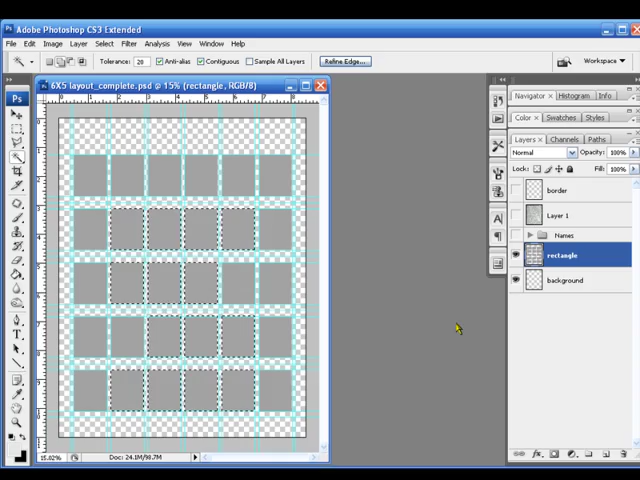 Adobe Photoshop CS3 Extended
File Edit Image Layer Select Filter Analysis View Window Help
Tolerance: 20 Anti-alias Contiguous Sample All Layers Refine Edge... Workspace
6X5 layout_complete.psd @ 15% (rectangle, RGB/8)
Ps
Navigator × Histogram Info
Color × Swatches Styles
Layers × Channels Paths
Normal Opacity: 100%
Lock: Fill: 100%
border
Layer 1
Names
rectangle
background
15.02% Doc: 24.1M/98.7M